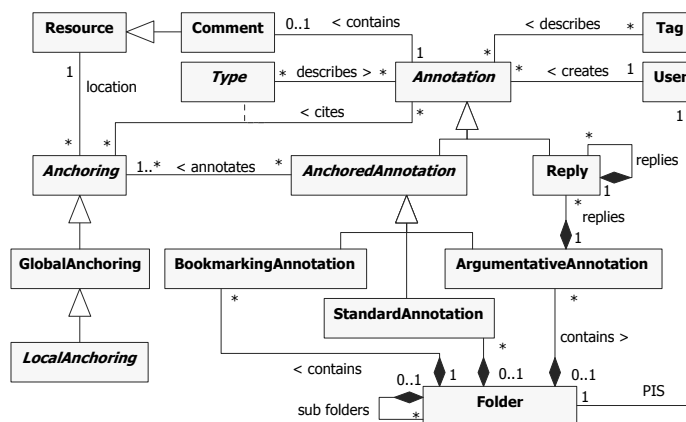 Resource
Comment
0..1
< contains
1
< describes
*
*
Tag
1
location
*
Type
*
describes >
*
Annotation
*
< creates
1
User
*
< cites
*
1
Anchoring
1..*
< annotates
*
AnchoredAnnotation
*
Reply
1
replies
*
replies
1
GlobalAnchoring
BookmarkingAnnotation
ArgumentativeAnnotation
*
StandardAnnotation
*
*
contains >
LocalAnchoring
< contains
1
0..1
0..1
0..1
sub folders
*
Folder
1
PIS